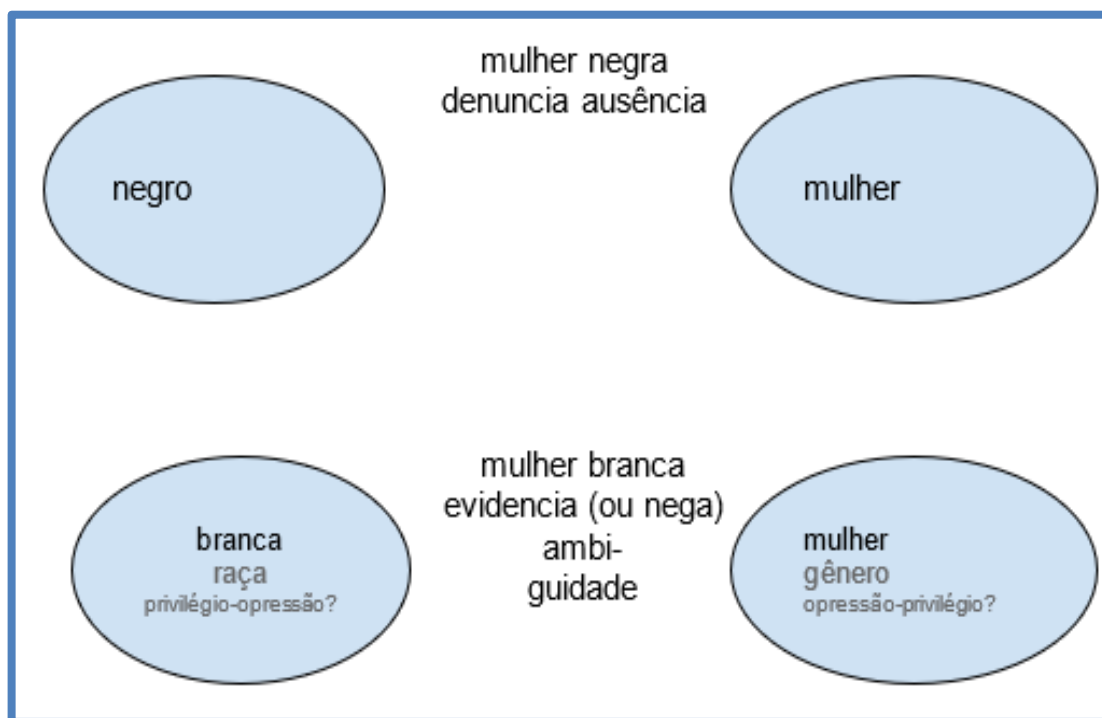 mulher negra
denuncia ausência
negro
mulher
mulher branca
evidencia (ou nega)
ambi-
guidade
branca
raça
privilégio-opressão?
mulher
gênero
opressão-privilégio?